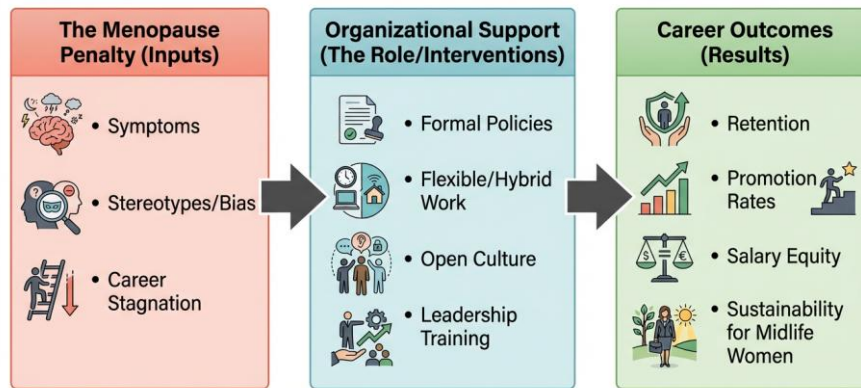 The Menopause
Penalty (Inputs)
• Symptoms
• Stereotypes/Bias
• Career
Stagnation
Organizational Support
(The Role/Interventions)
• Formal Policies
• Flexible/Hybrid
Work
• Open Culture
• Leadership
Training
Career Outcomes
(Results)
• Retention
• Promotion
Rates
$ = €
• Salary Equity
• Sustainability
for Midlife
Women